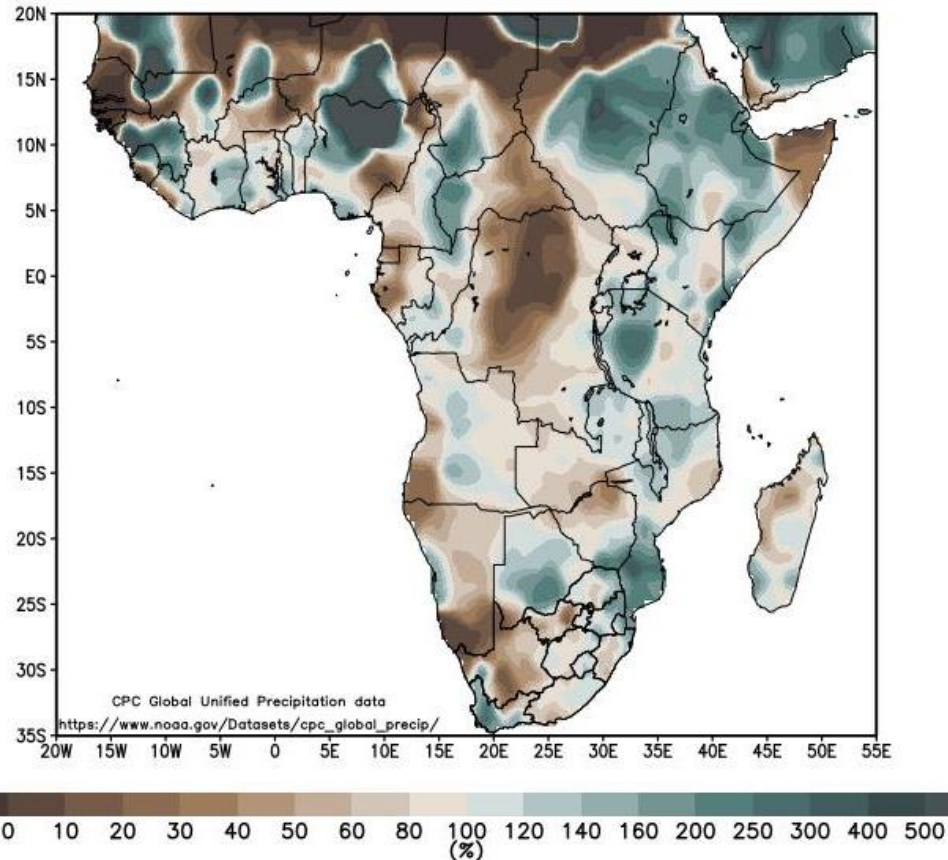 20N
15N
10N
5N
EQ
5S
10S
15S
20S
25S
30S
35S
CPC Global Unified Precipitation data
https://www.noaa.gov/Datasets/cpc_global_precip/
20W 15W 10W 5W 0 5E 10E 15E 20E 25E 30E 35E 40E 45E 50E 55E
0 10 20 30 40 50 60 80 100 120 140 160 200 250 300 400 500
(%)